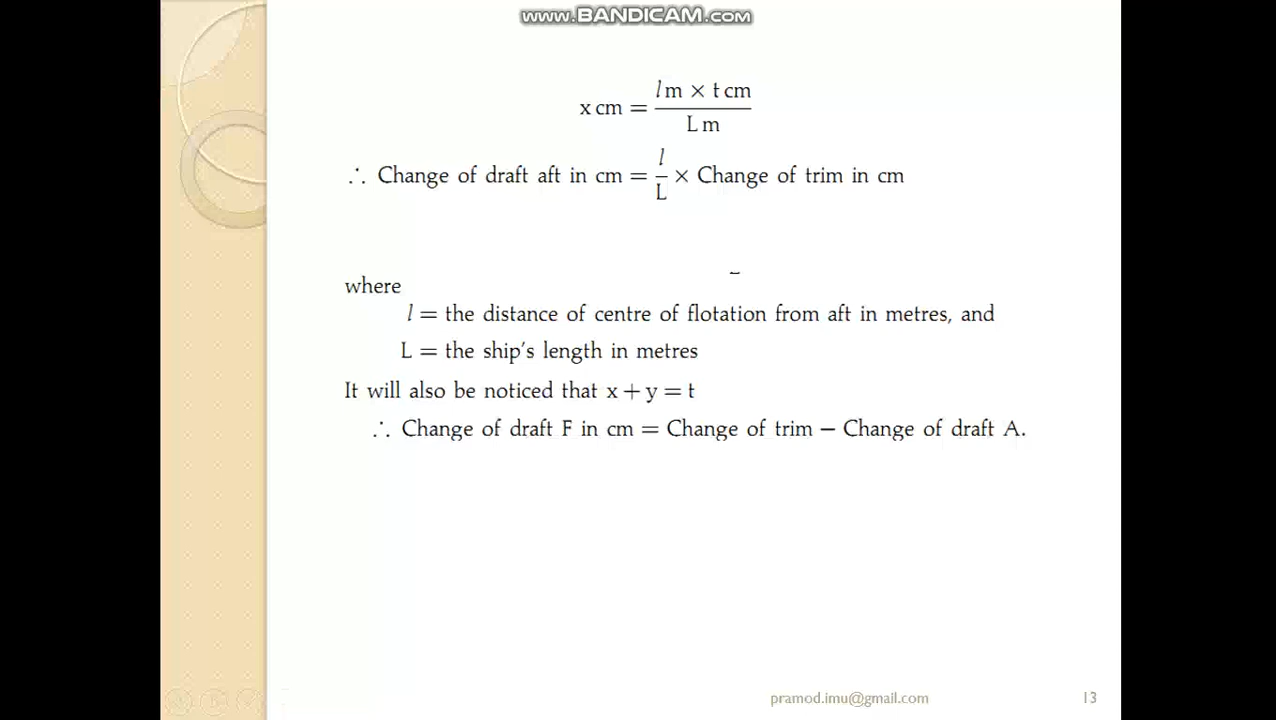 www.BANDICAM.com
x cm = l m × t cm / L m
∴ Change of draft aft in cm = l / L × Change of trim in cm
where
l = the distance of centre of flotation from aft in metres, and
L = the ship's length in metres
It will also be noticed that x + y = t
∴ Change of draft F in cm = Change of trim − Change of draft A.
pramod.imu@gmail.com 13